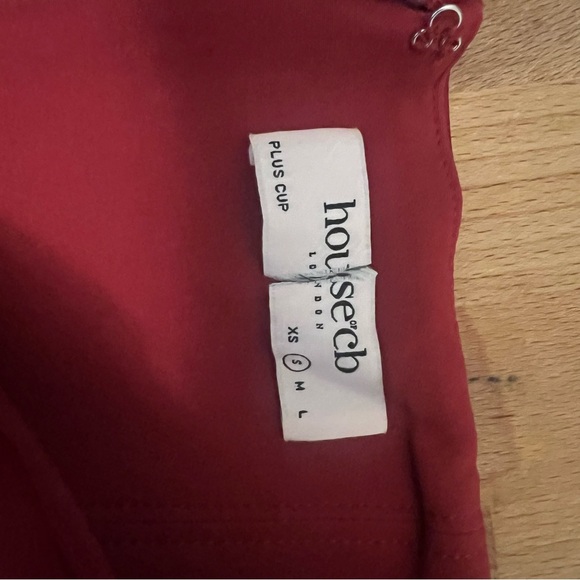 house OF cb
LONDON
PLUS CUP
XS S M L